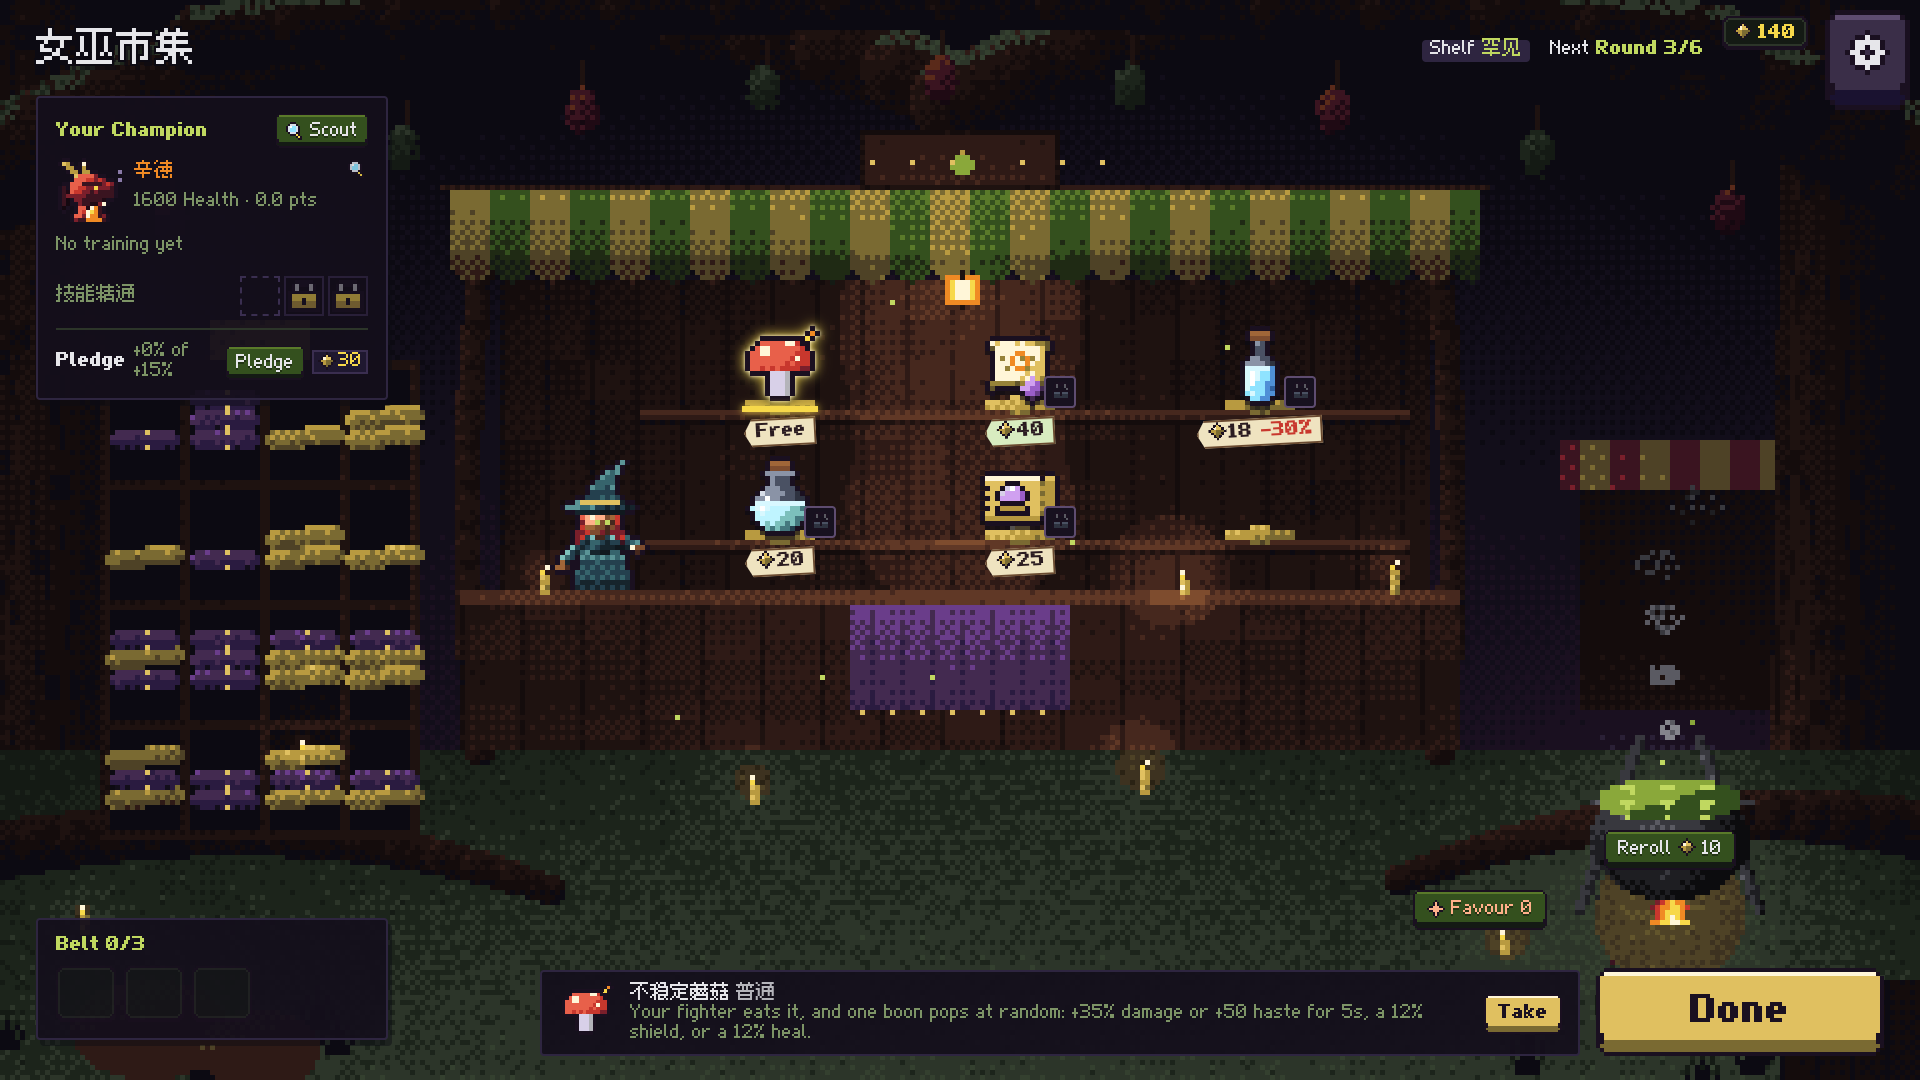 女巫市集
Shelf 罕见
Next Round 3/6
140
Your Champion
Scout
辛德
1600 Health · 0.0 pts
No training yet
技能精通
Pledge
+0% of
+15%
Pledge
30
Free
40
18 -30%
20
25
Reroll 10
Favour 0
Belt 0/3
不稳定蘑菇 普通
Your fighter eats it, and one boon pops at random: +35% damage or +50 haste for 5s, a 12%
shield, or a 12% heal.
Take
Done